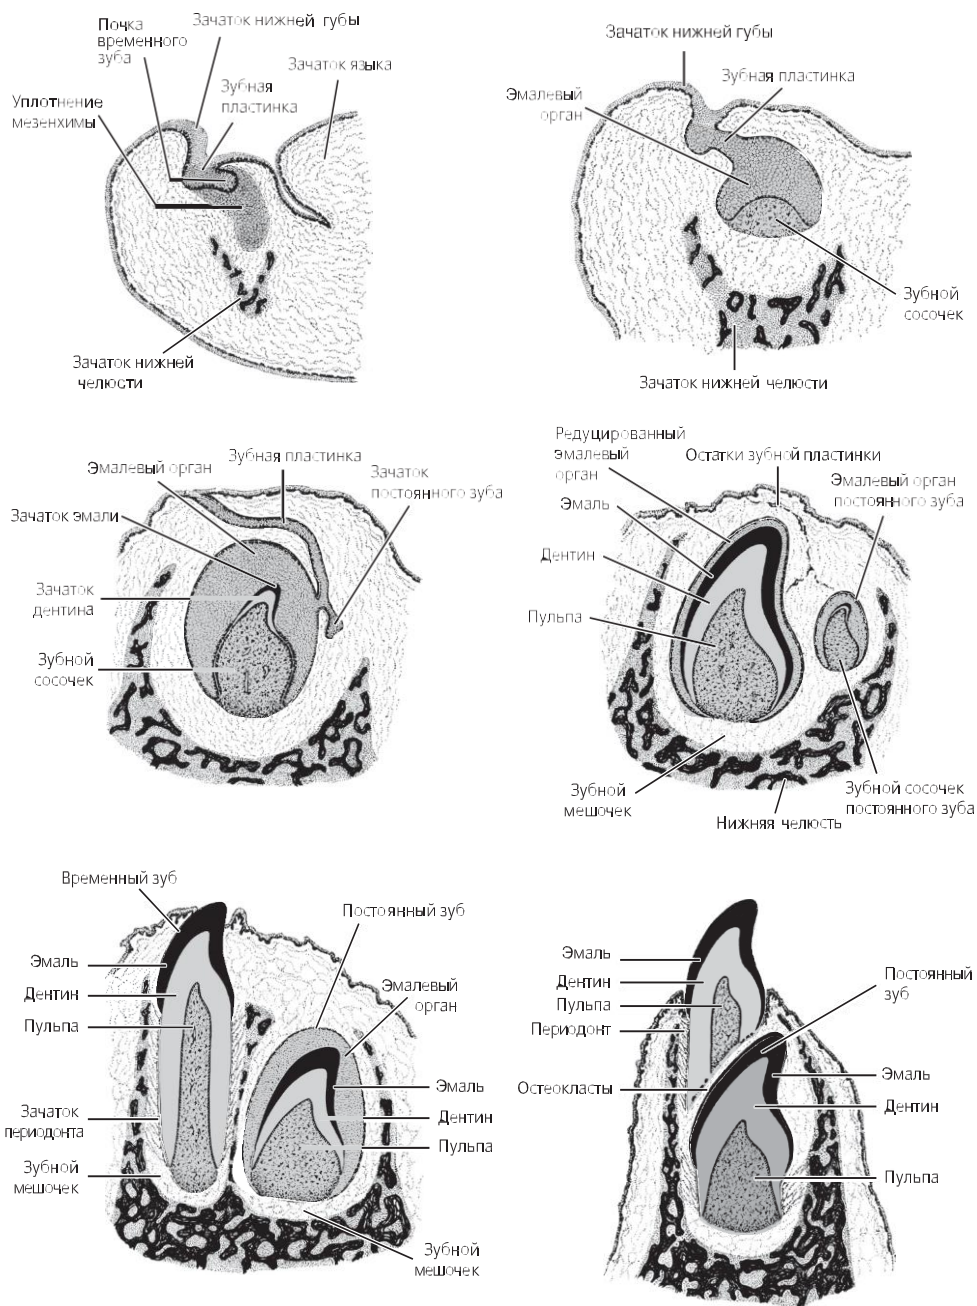 Почка
временного
зуба
Зачаток нижней губы
Зачаток языка
Зубная
пластинка
Уплотнение
мезенхимы
Зачаток нижней
челюсти
Зачаток нижней губы
Зубная пластинка
Эмалевый
орган
Зубной
сосочек
Зачаток нижней челюсти
Эмалевый орган
Зубная пластинка
Зачаток
постоянного зуба
Зачаток эмали
Зачаток
дентина
Зубной
сосочек
Редуцированный
эмалевый
орган
Остатки зубной пластинки
Эмалевый орган
постоянного зуба
Эмаль
Дентин
Пульпа
Зубной
мешочек
Зубной сосочек
постоянного зуба
Нижняя челюсть
Временный зуб
Постоянный зуб
Эмаль
Дентин
Пульпа
Эмалевый
орган
Эмаль
Дентин
Пульпа
Зачаток
периодонта
Зубной
мешочек
Зубной
мешочек
Эмаль
Дентин
Пульпа
Периодонт
Остеокласты
Постоянный
зуб
Эмаль
Дентин
Пульпа